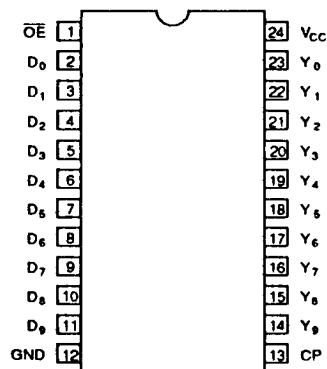 OE 1 24 VCC
D0 2 23 Y0
D1 3 22 Y1
D2 4 21 Y2
D3 5 20 Y3
D4 6 19 Y4
D5 7 18 Y5
D6 8 17 Y6
D7 9 16 Y7
D8 10 15 Y8
D9 11 14 Y9
GND 12 13 CP